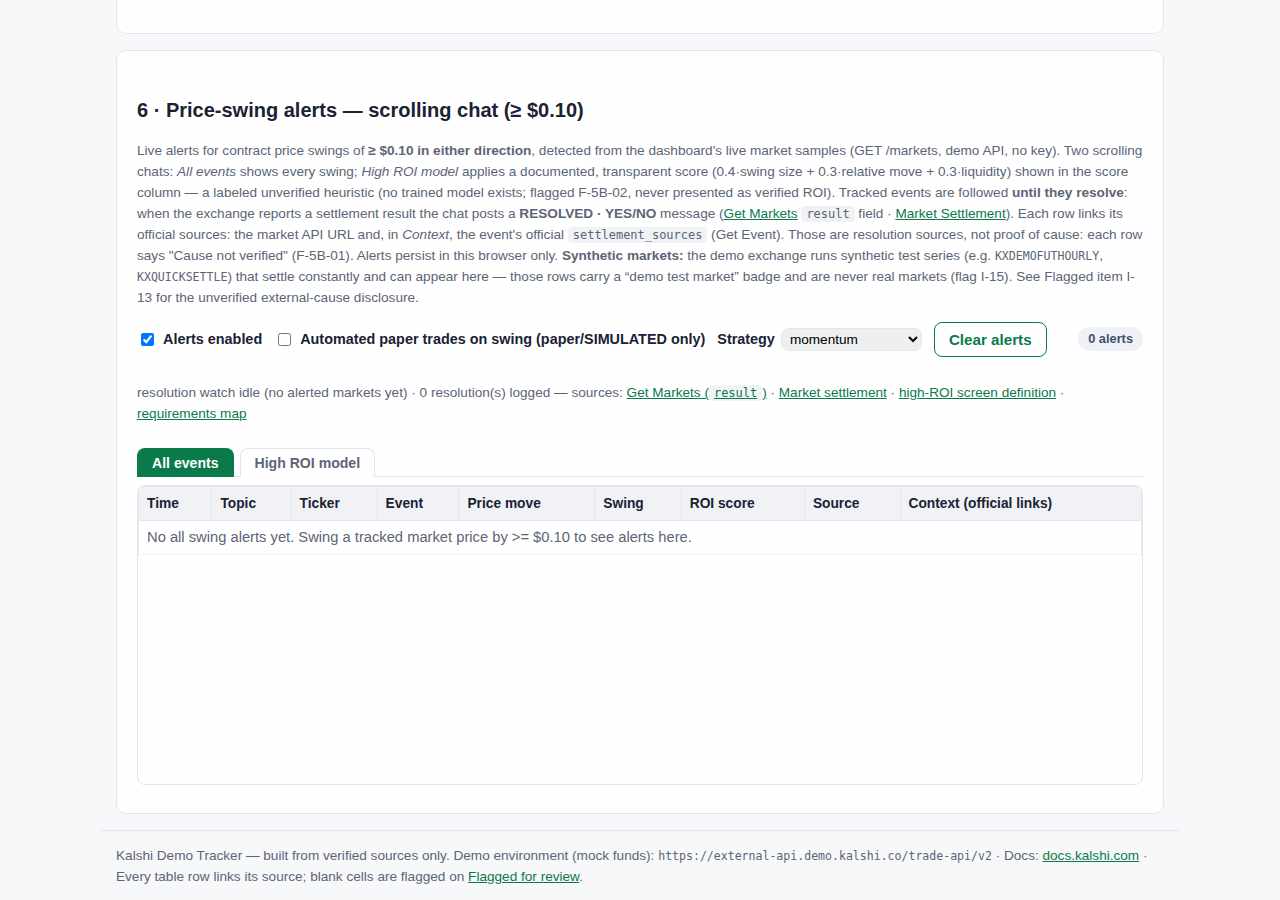 6 · Price-swing alerts — scrolling chat (≥ $0.10)
Live alerts for contract price swings of ≥ $0.10 in either direction, detected from the dashboard's live market samples (GET /markets, demo API, no key). Two scrolling
chats: All events shows every swing; High ROI model applies a documented, transparent score (0.4·swing size + 0.3·relative move + 0.3·liquidity) shown in the score
column — a labeled unverified heuristic (no trained model exists; flagged F-5B-02, never presented as verified ROI). Tracked events are followed until they resolve:
when the exchange reports a settlement result the chat posts a RESOLVED · YES/NO message (Get Markets result field · Market Settlement). Each row links its
official sources: the market API URL and, in Context, the event's official settlement_sources (Get Event). Those are resolution sources, not proof of cause: each row
says "Cause not verified" (F-5B-01). Alerts persist in this browser only. Synthetic markets: the demo exchange runs synthetic test series (e.g. KXDEMOFUTHOURLY,
KXQUICKSETTLE) that settle constantly and can appear here — those rows carry a “demo test market” badge and are never real markets (flag I-15). See Flagged item I-
13 for the unverified external-cause disclosure.
Alerts enabled Automated paper trades on swing (paper/SIMULATED only) Strategy momentum Clear alerts 0 alerts
resolution watch idle (no alerted markets yet) · 0 resolution(s) logged — sources: Get Markets ( result ) · Market settlement · high-ROI screen definition ·
requirements map
All events High ROI model
Time Topic Ticker Event Price move Swing ROI score Source Context (official links)
No all swing alerts yet. Swing a tracked market price by >= $0.10 to see alerts here.
Kalshi Demo Tracker — built from verified sources only. Demo environment (mock funds): https://external-api.demo.kalshi.co/trade-api/v2 · Docs: docs.kalshi.com ·
Every table row links its source; blank cells are flagged on Flagged for review.